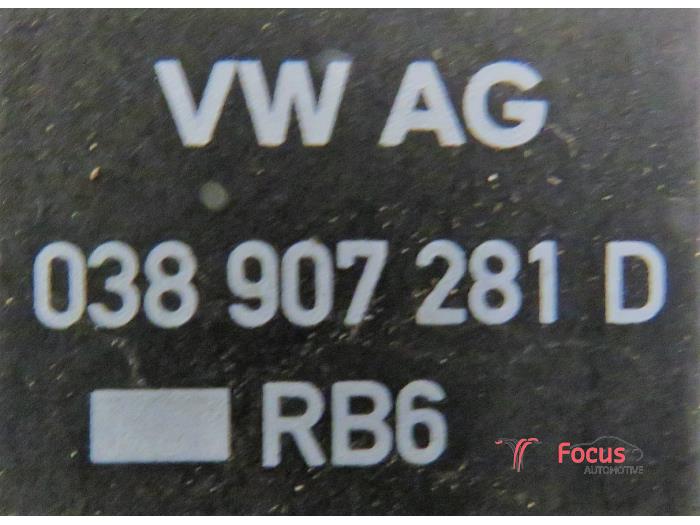 VW AG
038 907 281 D
RB6
Focus
AUTOMOTIVE